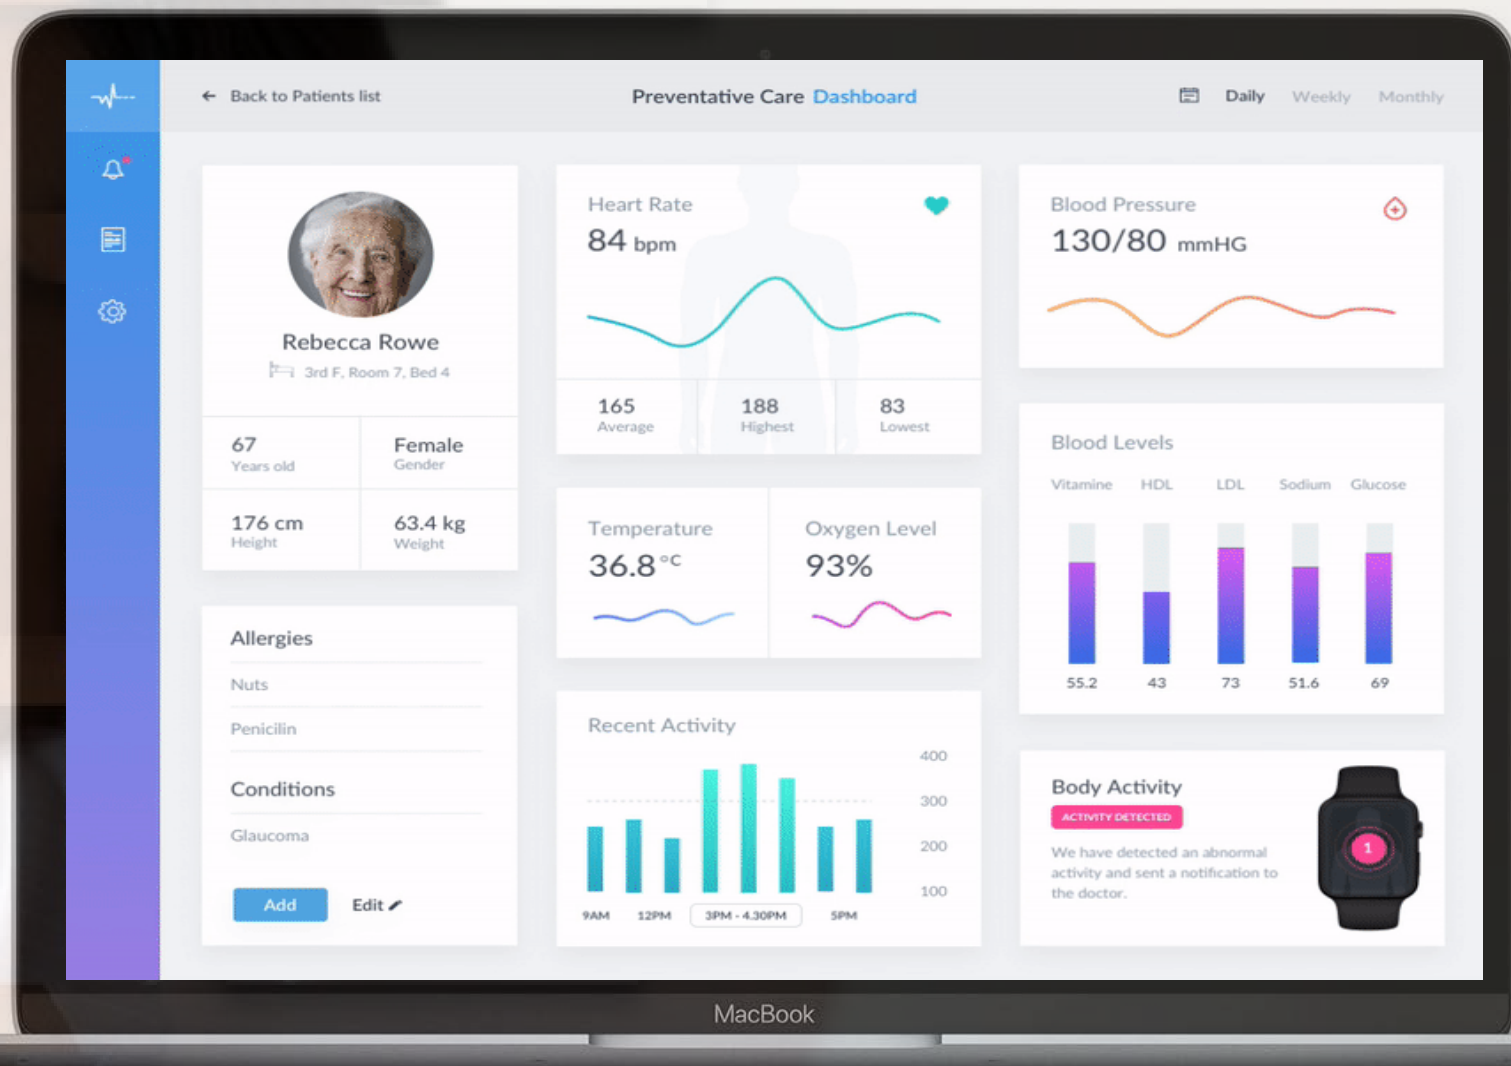 Back to Patients list
Preventative Care Dashboard
Daily
Weekly
Monthly
Rebecca Rowe
3rd F, Room 7, Bed 4
67
Years old
Female
Gender
176 cm
Height
63.4 kg
Weight
Allergies
Nuts
Penicilin
Conditions
Glaucoma
Add
Edit
Heart Rate
84 bpm
165
Average
188
Highest
83
Lowest
Temperature
36.8 °C
Oxygen Level
93%
Recent Activity
400
300
200
100
9AM
12PM
3PM - 4.30PM
5PM
Blood Pressure
130/80 mmHG
Blood Levels
Vitamine
HDL
LDL
Sodium
Glucose
55.2
43
73
51.6
69
Body Activity
ACTIVITY DETECTED
We have detected an abnormal
activity and sent a notification to
the doctor.
1
MacBook